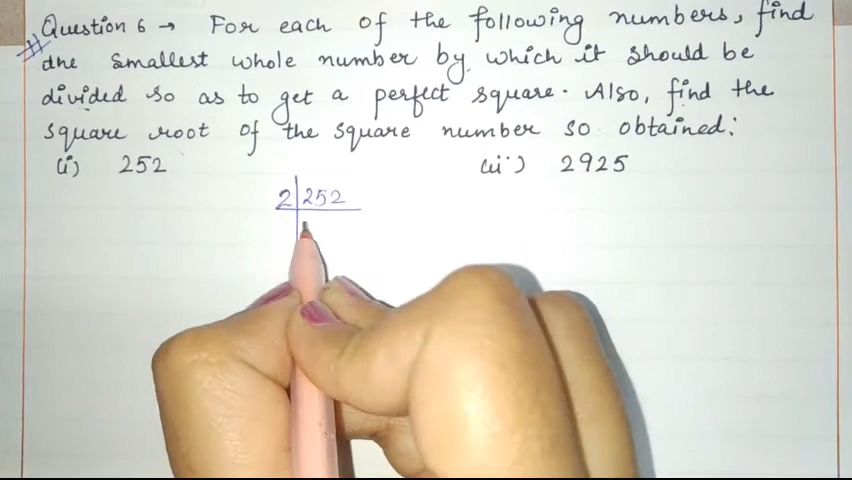 # Question 6 → For each of the following numbers, find
the smallest whole number by which it should be
divided so as to get a perfect square. Also, find the
square root of the square number so obtained:
(i) 252 (ii) 2925
2 | 252